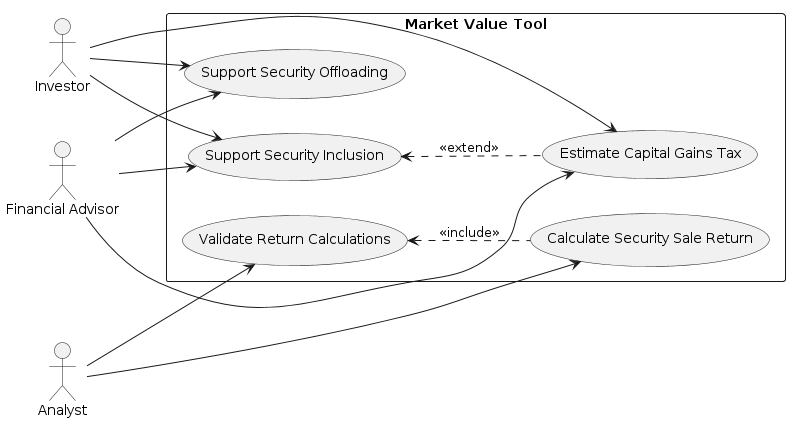 Market Value Tool
Investor
Support Security Offloading
Support Security Inclusion
«extend»
Estimate Capital Gains Tax
Financial Advisor
Validate Return Calculations
«include»
Calculate Security Sale Return
Analyst